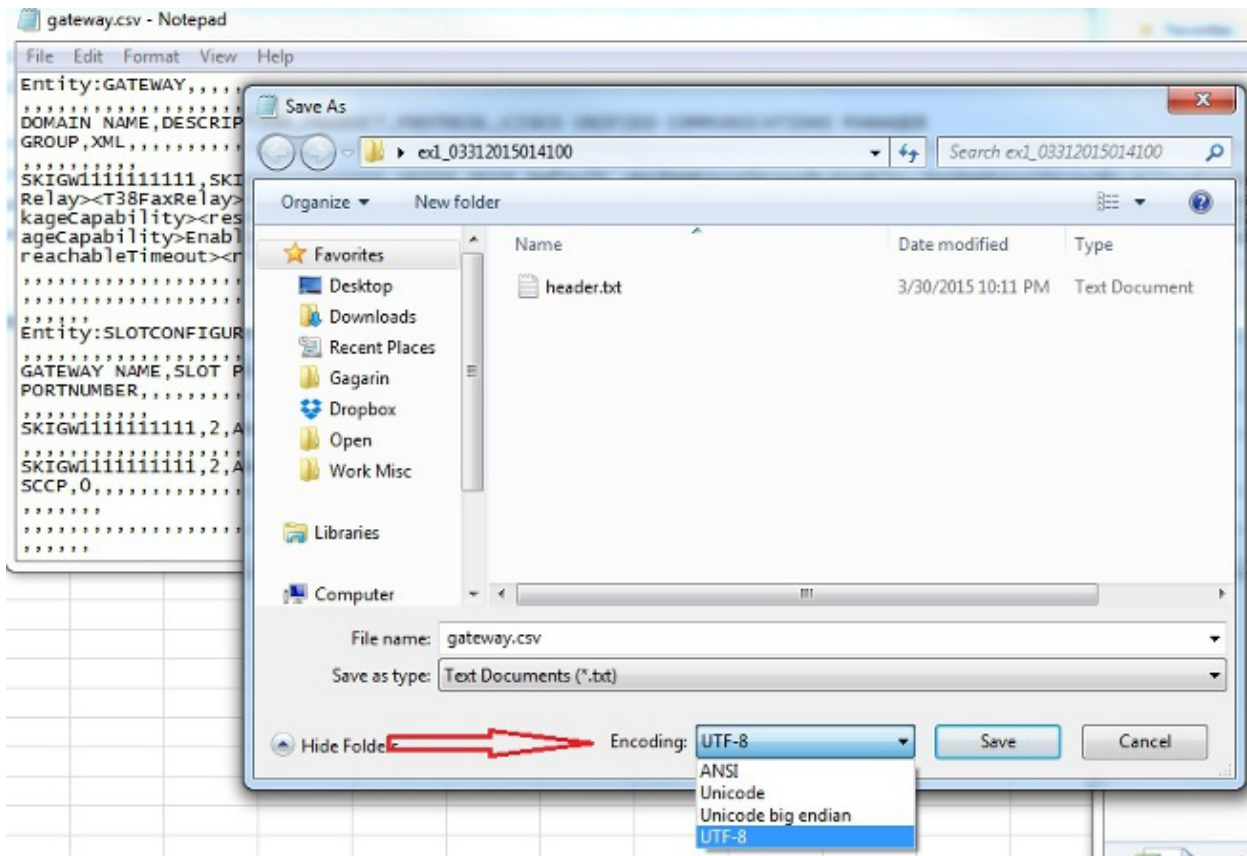 gateway.csv - Notepad
File Edit Format View Help
Entity:GATEWAY,,,,,
,,,,,,,,,,,,,,,,,,,
DOMAIN NAME,DESCRIP
GROUP,XML,,,,,,,,,,
,,,,,,,,,,
SKIGW1111111111,SKI
Relay><T38FaxRelay>
kageCapability><res
ageCapability>Enabl
reachableTimeout><r
,,,,,,,,,,,,,,,,,,,
,,,,,,,,,,,,,,,,,,,
,,,,,,
Entity:SLOTCONFIGUR
,,,,,,,,,,,,,,,,,,,
GATEWAY NAME,SLOT P
PORTNUMBER,,,,,,,,,
,,,,,,,,,,,
SKIGW1111111111,2,A
,,,,,,,,,,,,,,,,,,,
SKIGW1111111111,2,A
SCCP,0,,,,,,,,,,,,,
,,,,,,,
,,,,,,,,,,,,,,,,,,,
,,,,,,
Save As
ex1_03312015014100
Search ex1_03312015014100
Organize New folder
Favorites
Desktop
Downloads
Recent Places
Gagarin
Dropbox
Open
Work Misc
Libraries
Computer
Name Date modified Type
header.txt 3/30/2015 10:11 PM Text Document
File name: gateway.csv
Save as type: Text Documents (*.txt)
Hide Folders Encoding: UTF-8 Save Cancel
ANSI
Unicode
Unicode big endian
UTF-8